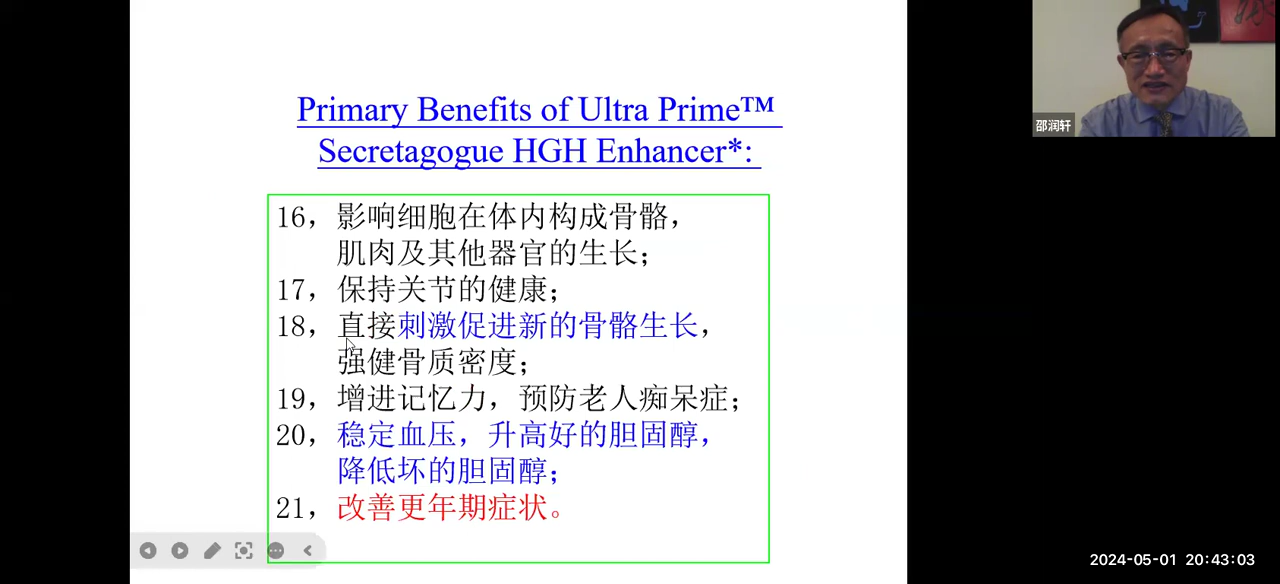 Primary Benefits of Ultra Prime™
Secretagogue HGH Enhancer*:
16，影响细胞在体内构成骨骼，
肌肉及其他器官的生长；
17，保持关节的健康；
18，直接刺激促进新的骨骼生长，
强健骨质密度；
19，增进记忆力，预防老人痴呆症；
20，稳定血压，升高好的胆固醇，
降低坏的胆固醇；
21，改善更年期症状。
邵润轩
2024-05-01 20:43:03